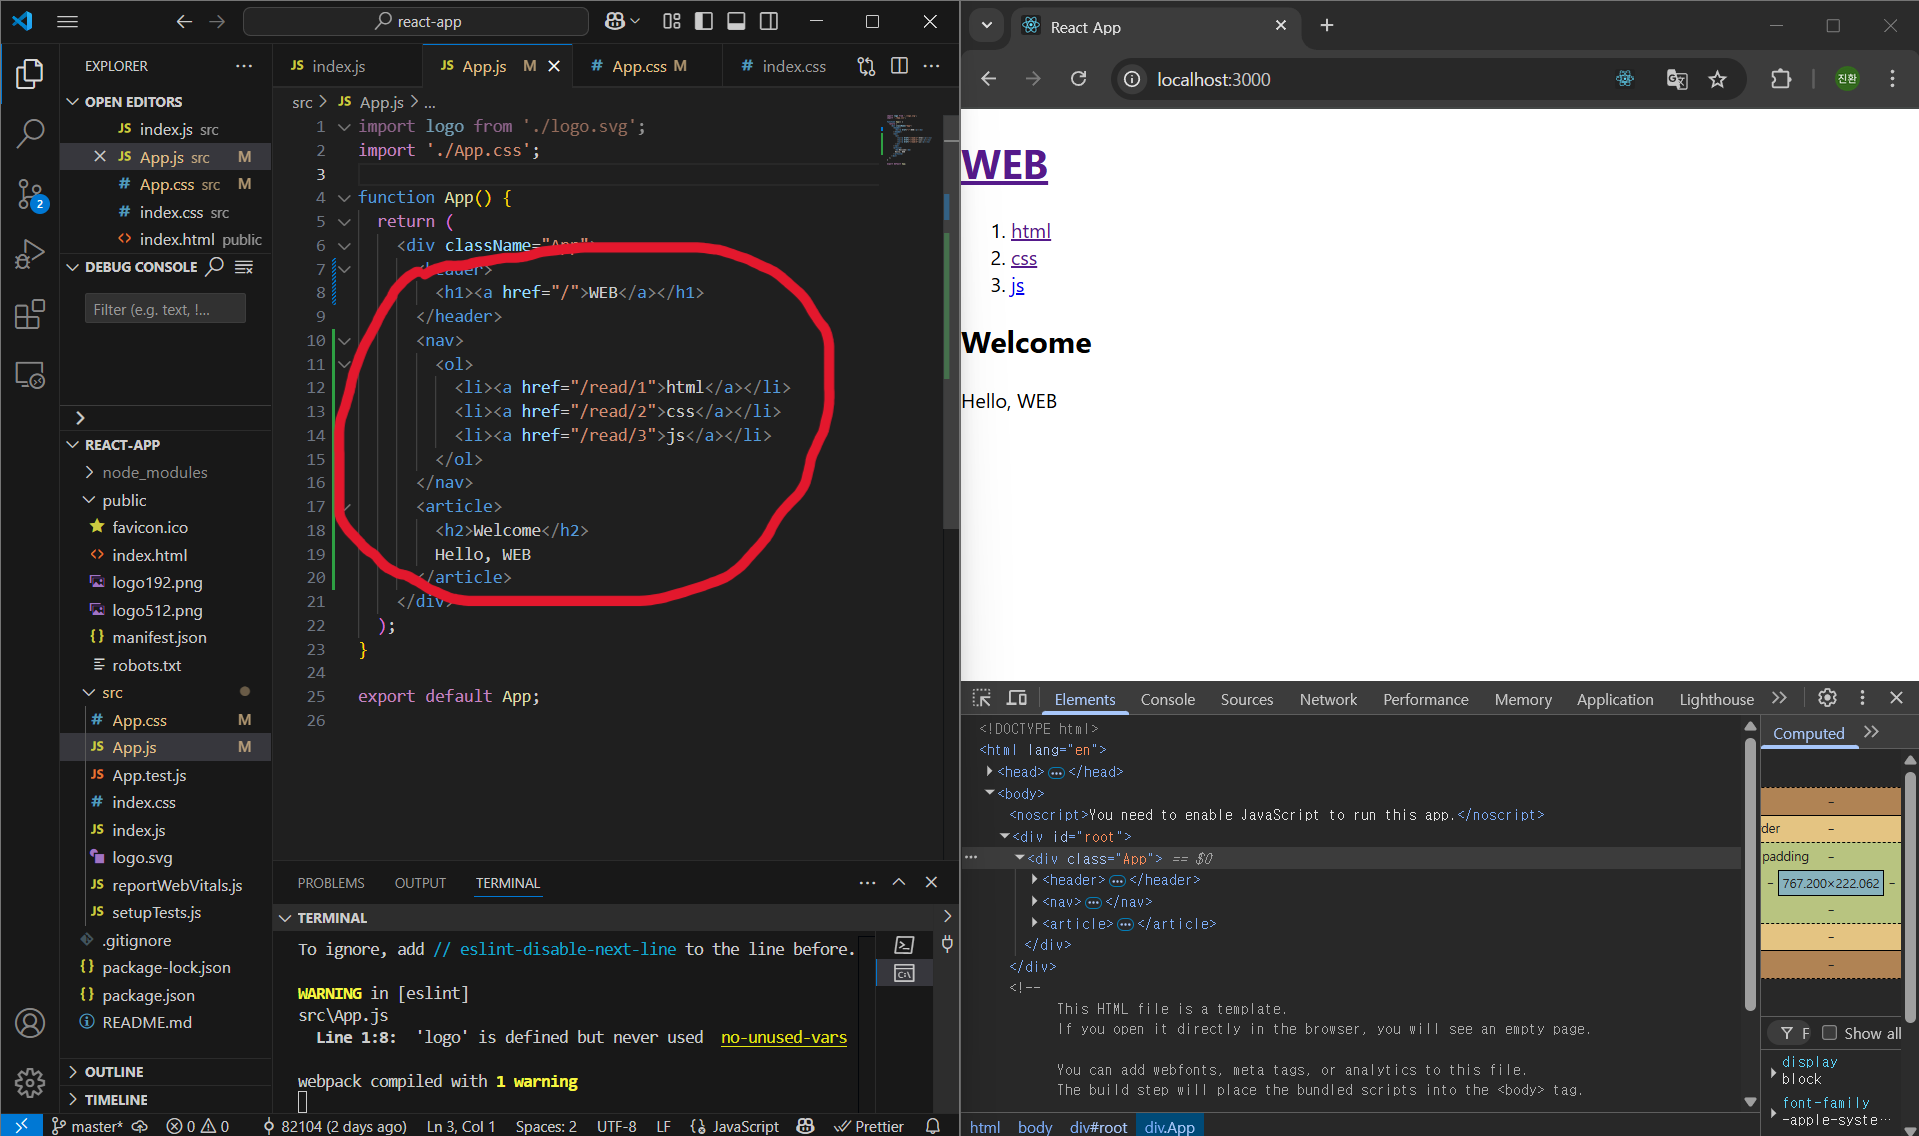 react-app
EXPLORER
OPEN EDITORS
index.js src
App.js src M
App.css src M
index.css src
index.html public
DEBUG CONSOLE
Filter (e.g. text, !...
REACT-APP
node_modules
public
favicon.ico
index.html
logo192.png
logo512.png
manifest.json
robots.txt
src
App.css M
App.js M
App.test.js
index.css
index.js
logo.svg
reportWebVitals.js
setupTests.js
.gitignore
package-lock.json
package.json
README.md
OUTLINE
TIMELINE
index.js
App.js M
App.css M
index.css
src > App.js > ...
1 import logo from './logo.svg';
2 import './App.css';
3
4 function App() {
5 return (
6 <div className="App">
7 <header>
8 <h1><a href="/">WEB</a></h1>
9 </header>
10 <nav>
11 <ol>
12 <li><a href="/read/1">html</a></li>
13 <li><a href="/read/2">css</a></li>
14 <li><a href="/read/3">js</a></li>
15 </ol>
16 </nav>
17 <article>
18 <h2>Welcome</h2>
19 Hello, WEB
20 </article>
21 </div>
22 );
23 }
24
25 export default App;
26
PROBLEMS OUTPUT TERMINAL
TERMINAL
To ignore, add // eslint-disable-next-line to the line before.
WARNING in [eslint]
src\App.js
Line 1:8: 'logo' is defined but never used no-unused-vars
webpack compiled with 1 warning
master* 0 0 82104 (2 days ago) Ln 3, Col 1 Spaces: 2 UTF-8 LF {} JavaScript Prettier
React App
localhost:3000
진환
WEB
1. html
2. css
3. js
Welcome
Hello, WEB
Elements Console Sources Network Performance Memory Application Lighthouse
<!DOCTYPE html>
<html lang="en">
<head> </head>
<body>
<noscript>You need to enable JavaScript to run this app.</noscript>
<div id="root">
<div class="App"> == $0
<header> </header>
<nav> </nav>
<article> </article>
</div>
</div>
<!--
This HTML file is a template.
If you open it directly in the browser, you will see an empty page.
You can add webfonts, meta tags, or analytics to this file.
The build step will place the bundled scripts into the <body> tag.
html body div#root div.App
Computed
der
padding
767.200×222.062
F Show all
display
block
font-family
-apple-syste…
2